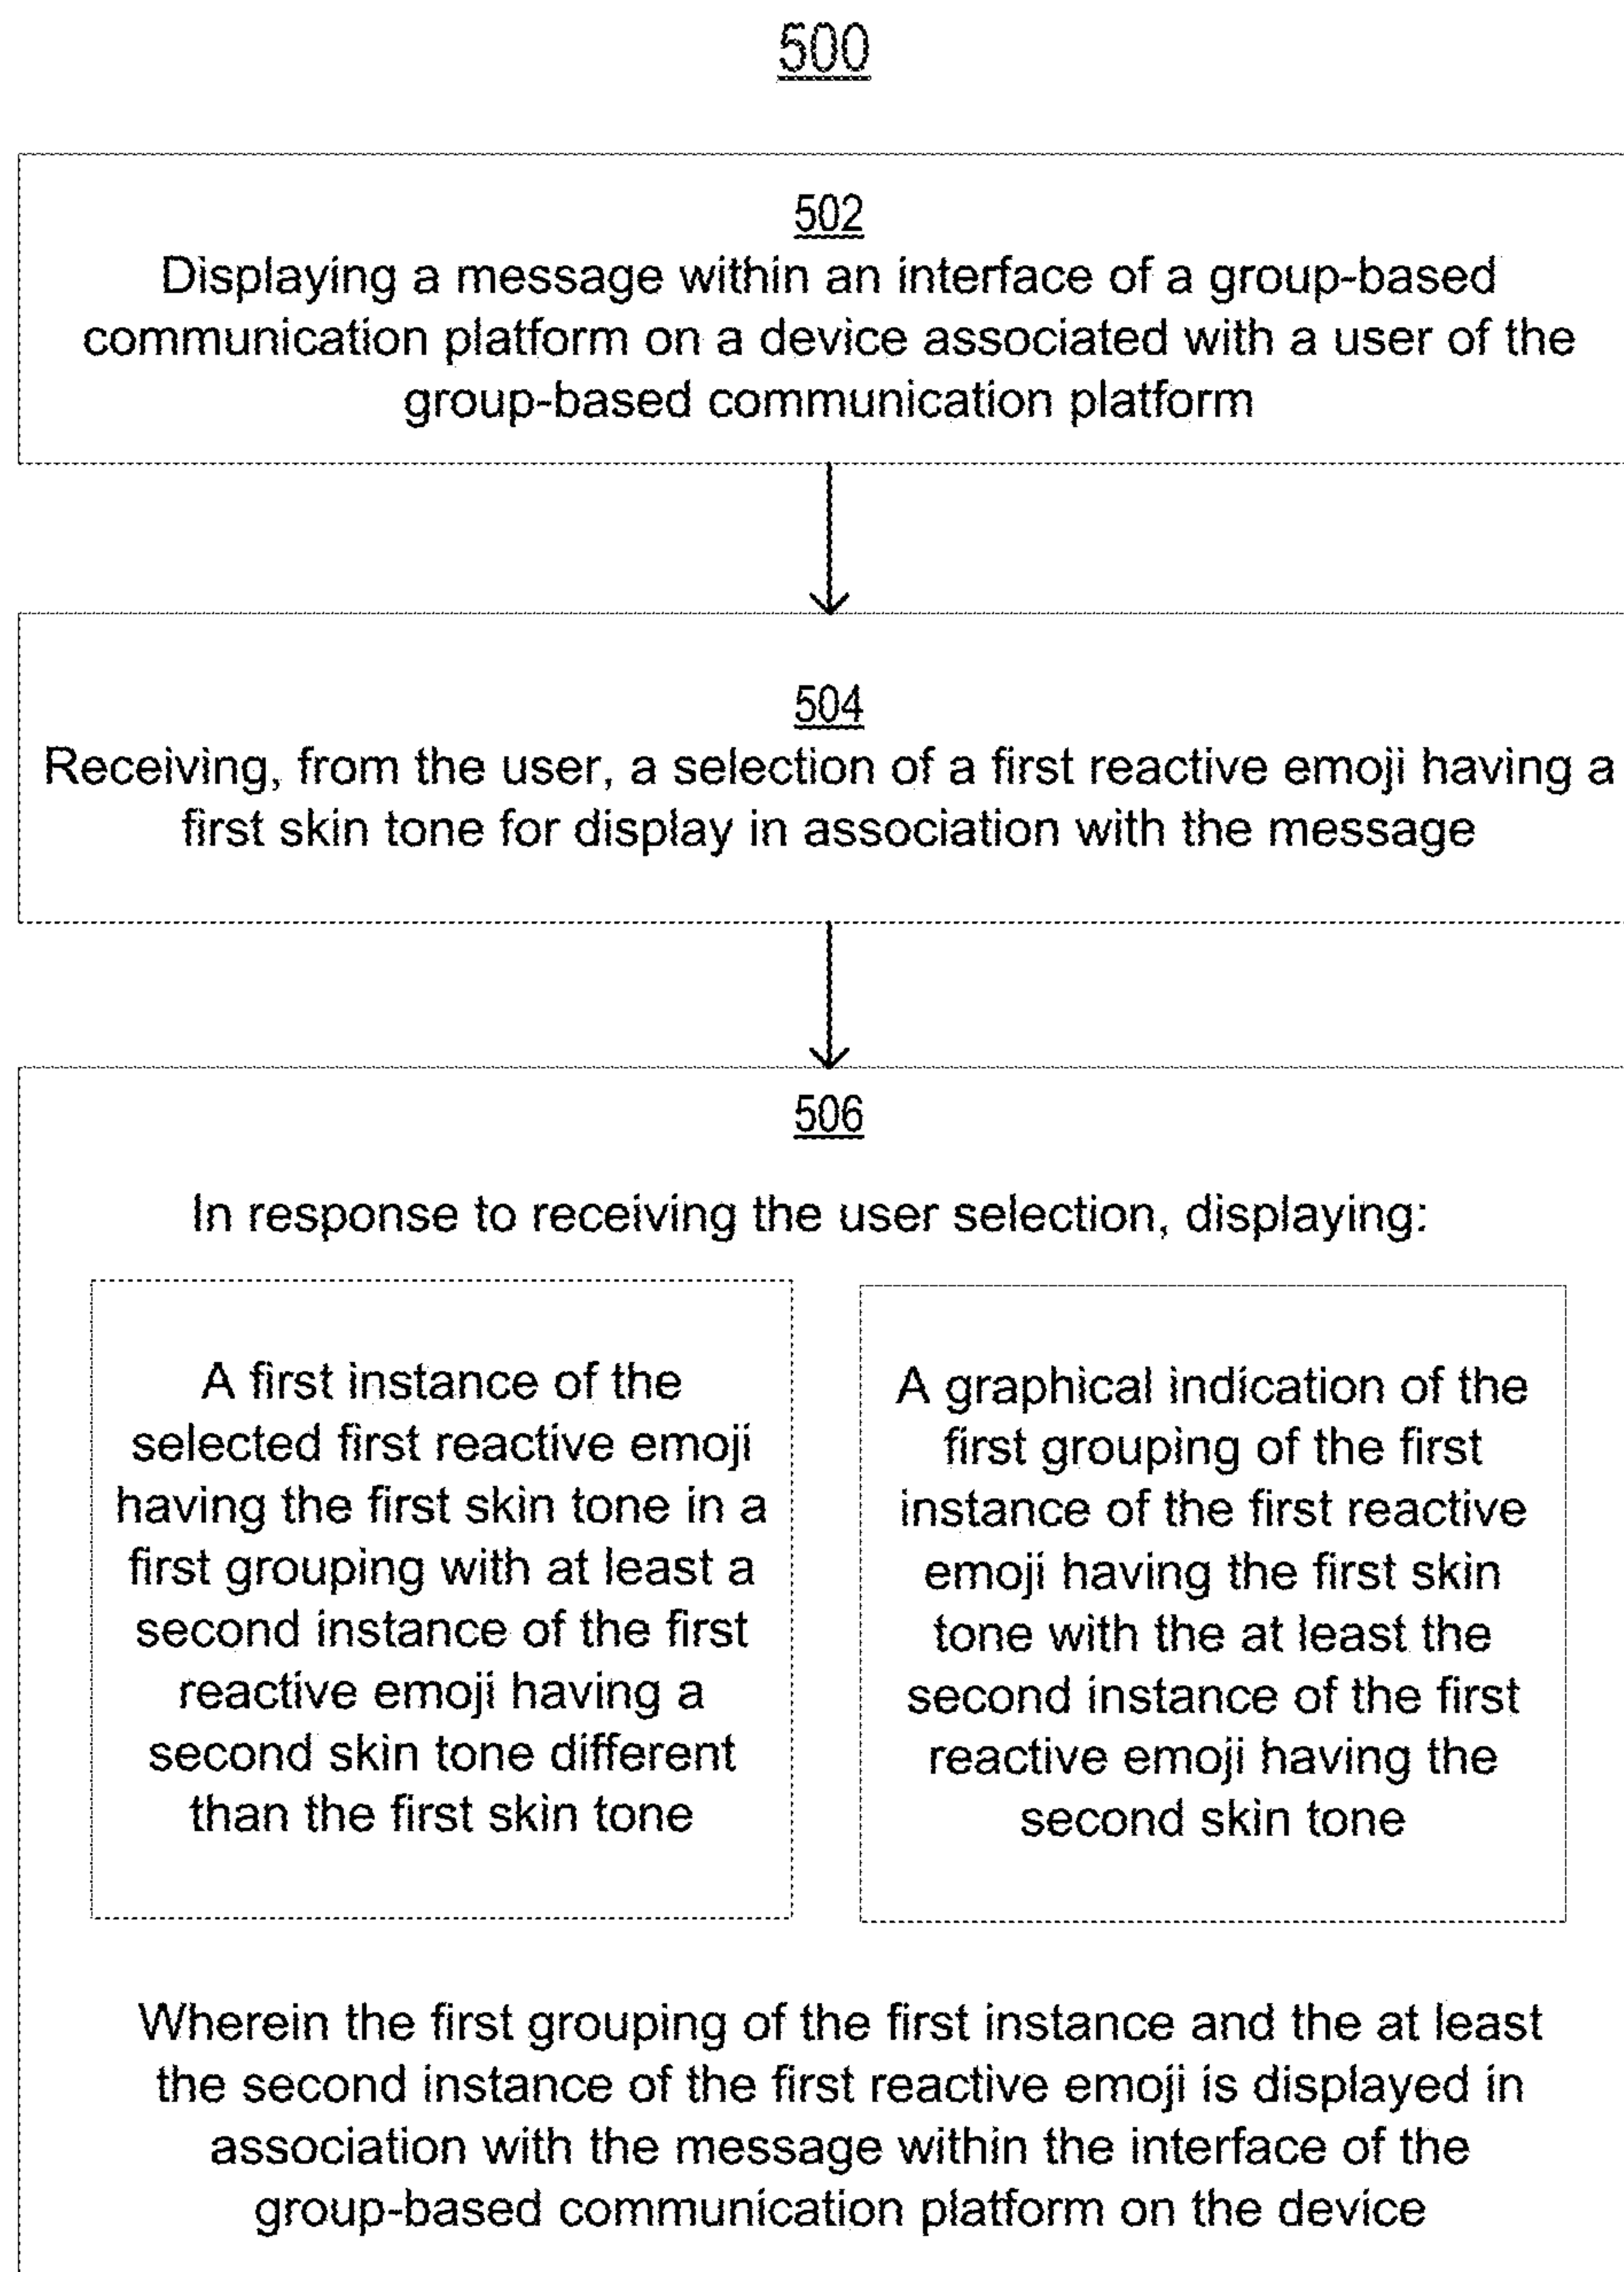 500
502
Displaying a message within an interface of a group-based
communication platform on a device associated with a user of the
group-based communication platform
504
Receiving, from the user, a selection of a first reactive emoji having a
first skin tone for display in association with the message
506
In response to receiving the user selection, displaying:
A first instance of the
selected first reactive emoji
having the first skin tone in a
first grouping with at least a
second instance of the first
reactive emoji having a
second skin tone different
than the first skin tone
A graphical indication of the
first grouping of the first
instance of the first reactive
emoji having the first skin
tone with the at least the
second instance of the first
reactive emoji having the
second skin tone
Wherein the first grouping of the first instance and the at least
the second instance of the first reactive emoji is displayed in
association with the message within the interface of the
group-based communication platform on the device